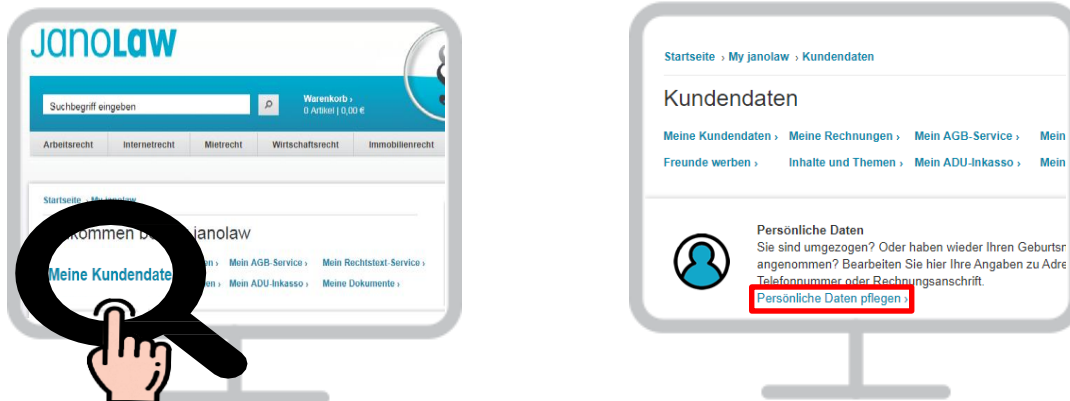 JanoLaw
Suchbegriff eingeben
Warenkorb ›
0 Artikel | 0,00 €
Arbeitsrecht Internetrecht Mietrecht Wirtschaftsrecht Immobilienrecht
Startseite › My janolaw
janolaw
Meine Kundendate
Mein AGB-Service › Mein Rechtstext-Service ›
Mein ADU-Inkasso › Meine Dokumente ›
Startseite › My janolaw › Kundendaten
Kundendaten
Meine Kundendaten › Meine Rechnungen › Mein AGB-Service › Mein
Freunde werben › Inhalte und Themen › Mein ADU-Inkasso › Mein
Persönliche Daten
Sie sind umgezogen? Oder haben wieder Ihren Geburtsn
angenommen? Bearbeiten Sie hier Ihre Angaben zu Adre
Telefonnummer oder Rechnungsanschrift.
Persönliche Daten pflegen ›